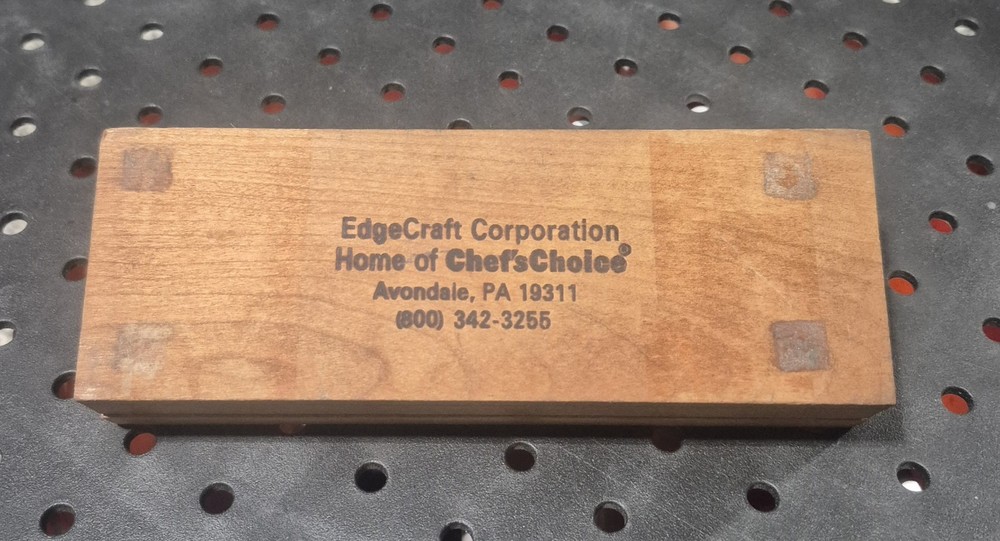 EdgeCraft Corporation
Home of Chef'sChoice®
Avondale, PA 19311
(800) 342-3255